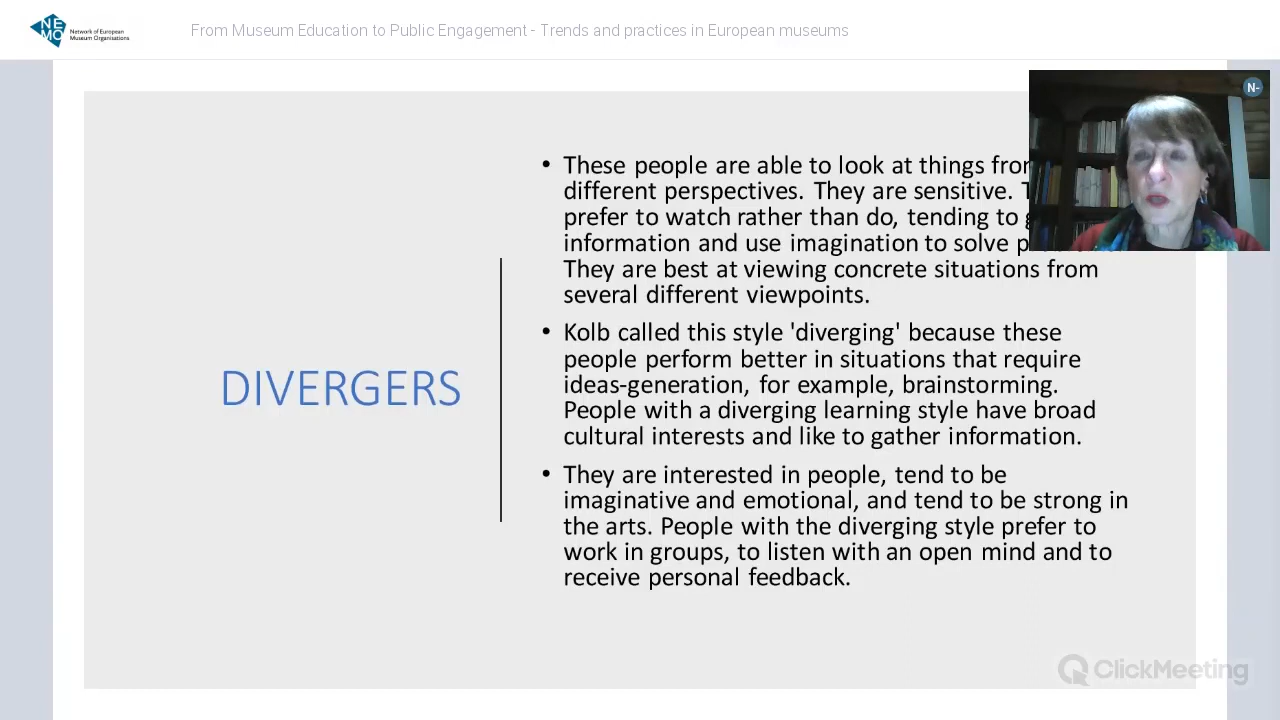 NE
MO
Network of European
Museum Organisations
From Museum Education to Public Engagement - Trends and practices in European museums
N-
• These people are able to look at things
different perspectives. They are sensitive.
prefer to watch rather than do, tending to
information and use imagination to solve
They are best at viewing concrete situations from
several different viewpoints.
• Kolb called this style 'diverging' because these
people perform better in situations that require
ideas-generation, for example, brainstorming.
People with a diverging learning style have broad
cultural interests and like to gather information.
DIVERGERS
• They are interested in people, tend to be
imaginative and emotional, and tend to be strong in
the arts. People with the diverging style prefer to
work in groups, to listen with an open mind and to
receive personal feedback.
ClickMeeting